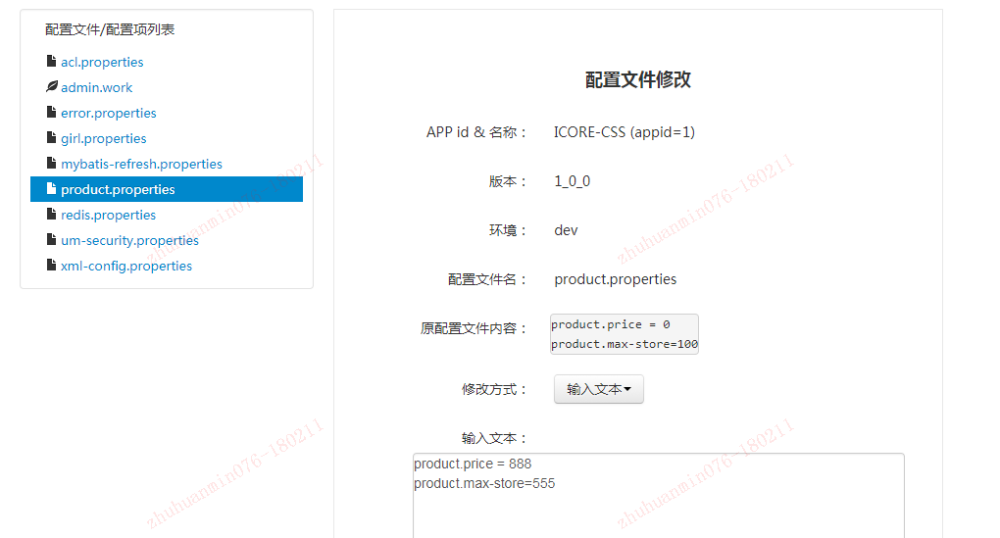 配置文件/配置项列表
acl.properties
admin.work
error.properties
girl.properties
mybatis-refresh.properties
product.properties
redis.properties
um-security.properties
xml-config.properties
配置文件修改
APP id & 名称： ICORE-CSS (appid=1)
版本： 1_0_0
环境： dev
配置文件名： product.properties
原配置文件内容： product.price = 0
product.max-store=100
修改方式： 输入文本
输入文本：
product.price = 888
product.max-store=555
zhuhuanmin076-180211
zhuhuanmin076-180211
zhuhuanmin076-180211
zhuhuanmin076-180211